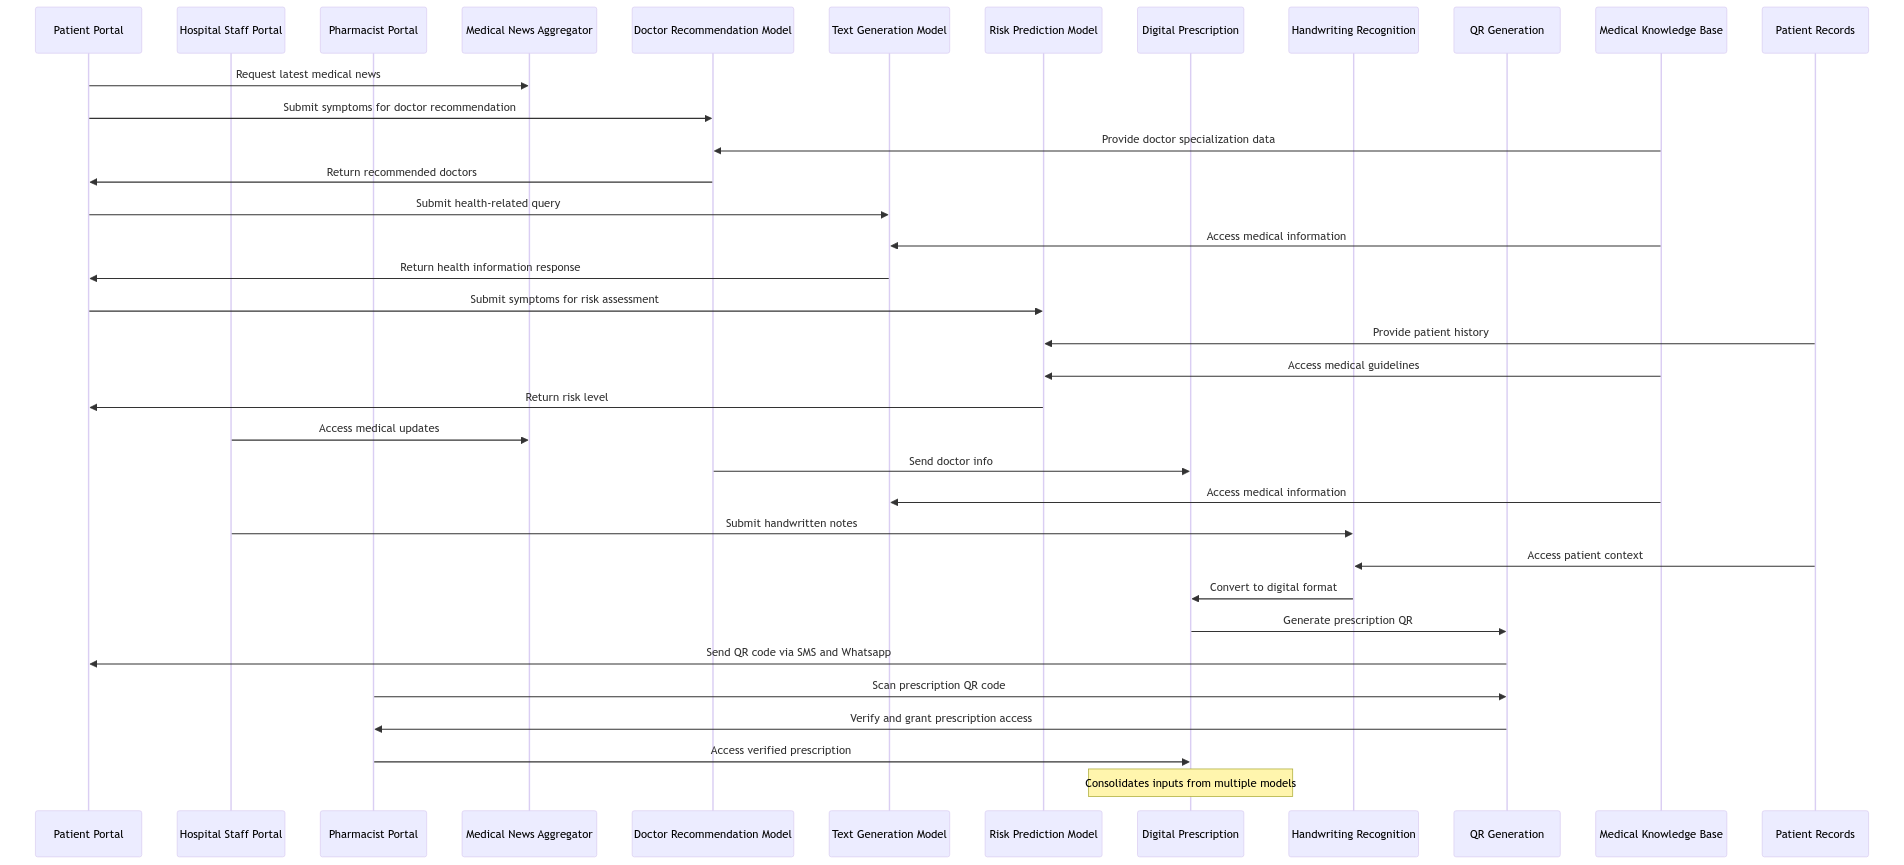 Patient Portal
Hospital Staff Portal
Pharmacist Portal
Medical News Aggregator
Doctor Recommendation Model
Text Generation Model
Risk Prediction Model
Digital Prescription
Handwriting Recognition
QR Generation
Medical Knowledge Base
Patient Records
Request latest medical news
Submit symptoms for doctor recommendation
Provide doctor specialization data
Return recommended doctors
Submit health-related query
Access medical information
Return health information response
Submit symptoms for risk assessment
Provide patient history
Access medical guidelines
Return risk level
Access medical updates
Send doctor info
Access medical information
Submit handwritten notes
Access patient context
Convert to digital format
Generate prescription QR
Send QR code via SMS and Whatsapp
Scan prescription QR code
Verify and grant prescription access
Access verified prescription
Consolidates inputs from multiple models
Patient Portal
Hospital Staff Portal
Pharmacist Portal
Medical News Aggregator
Doctor Recommendation Model
Text Generation Model
Risk Prediction Model
Digital Prescription
Handwriting Recognition
QR Generation
Medical Knowledge Base
Patient Records